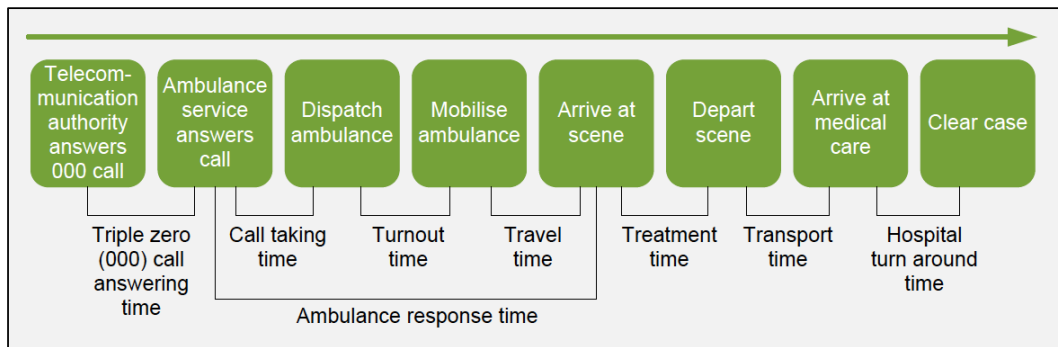 Telecom-
munication
authority
answers
000 call
Ambulance
service
answers
call
Dispatch
ambulance
Mobilise
ambulance
Arrive at
scene
Depart
scene
Arrive at
medical
care
Clear case
Triple zero
(000) call
answering
time
Call taking
time
Turnout
time
Travel
time
Treatment
time
Transport
time
Hospital
turn around
time
Ambulance response time